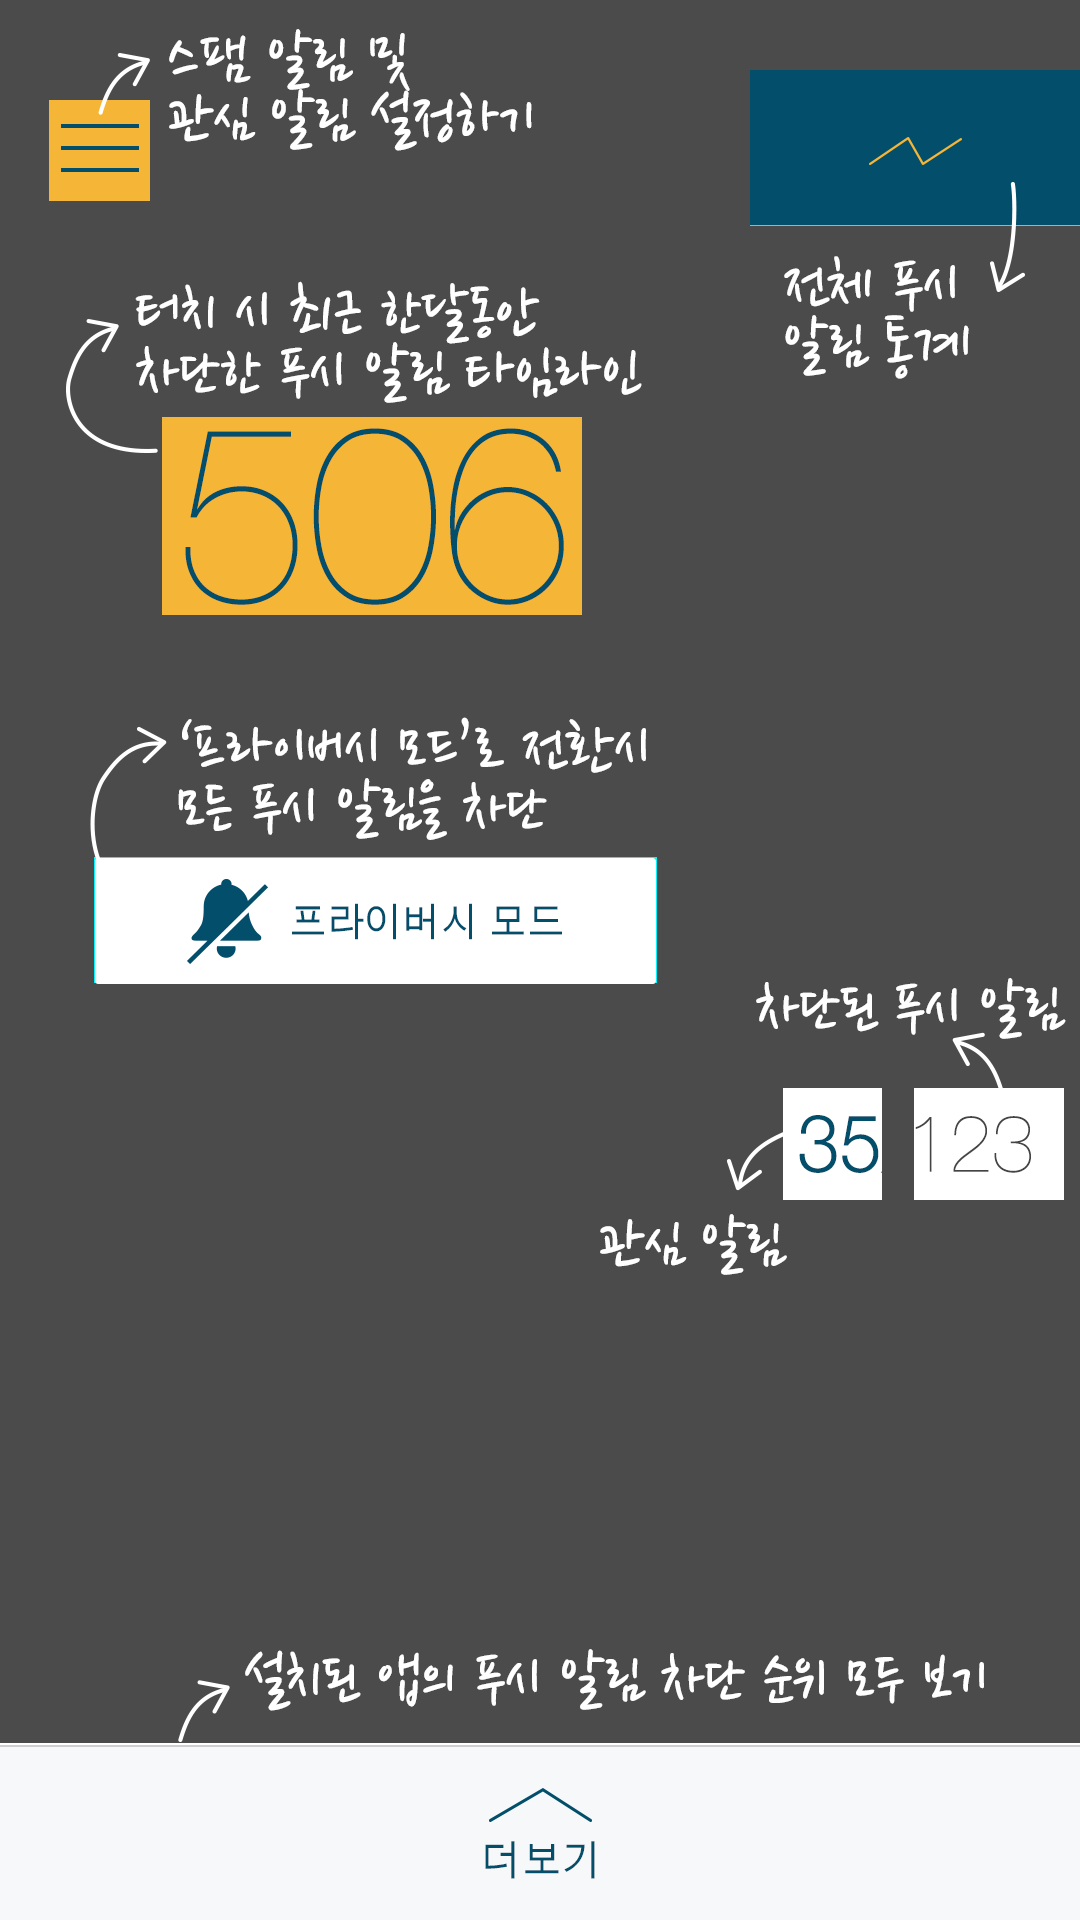 스팸 알림 및
관심 알림 설정하기
전체 푸시
알림 통계
터치 시 최근 한달동안
차단한 푸시 알림 타임라인
506
‘프라이버시 모드’로 전환시
모든 푸시 알림을 차단
프라이버시 모드
차단된 푸시 알림
35 123
관심 알림
설치된 앱의 푸시 알림 차단 순위 모두 보기
더보기